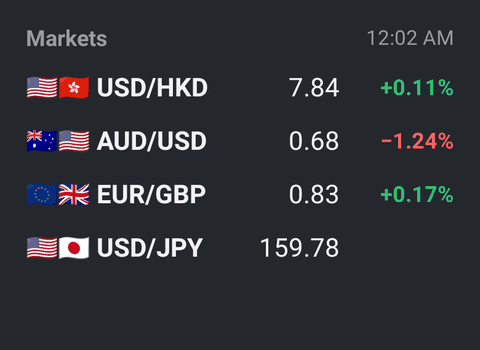 Markets 12:02 AM
USD/HKD 7.84 +0.11%
AUD/USD 0.68 −1.24%
EUR/GBP 0.83 +0.17%
USD/JPY 159.78